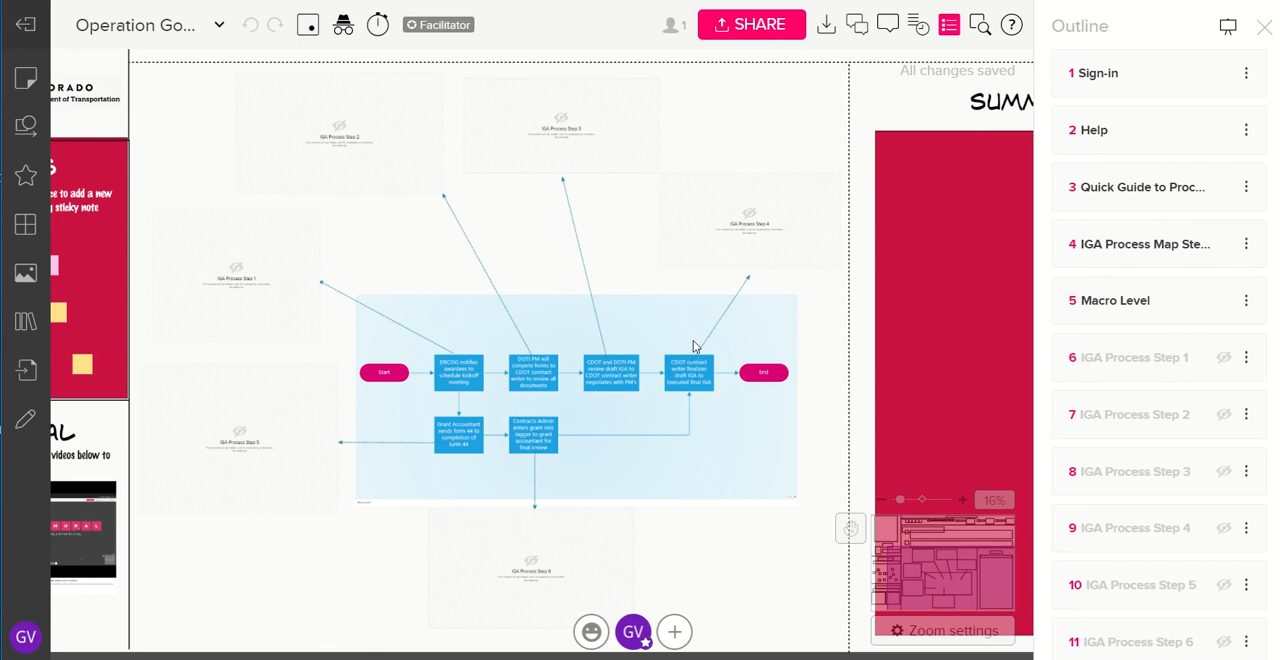 Operation Go...
Facilitator
1
SHARE
?
Outline
All changes saved
1 Sign-in
2 Help
3 Quick Guide to Proc...
4 IGA Process Map Ste...
5 Macro Level
6 IGA Process Step 1
7 IGA Process Step 2
8 IGA Process Step 3
9 IGA Process Step 4
10 IGA Process Step 5
11 IGA Process Step 6
ORADO
ent of Transportation
S
ce to add a new
sticky note
AL
videos below to
M U R A L
SUMM
IGA Process Step 2
IGA Process Step 3
IGA Process Step 4
IGA Process Step 1
Start
DRCOG notifies
awardees to
schedule kickoff
meeting
DOTI PM will
compete forms to
CDOT contract
writer to review all
documents
CDOT and DOTI PM
review draft IGA to
CDOT contract writer
negotiates with PM's
CDOT contract
writer finalizes
draft IGA to
Executed final IGA
End
Grant Accountant
sends form 44 to
completion of
form 44
Contracts Admin
enters grant into
Jagger to grant
accountant for
final review
IGA Process Step 5
IGA Process Step 6
16%
Zoom settings
GV
GV